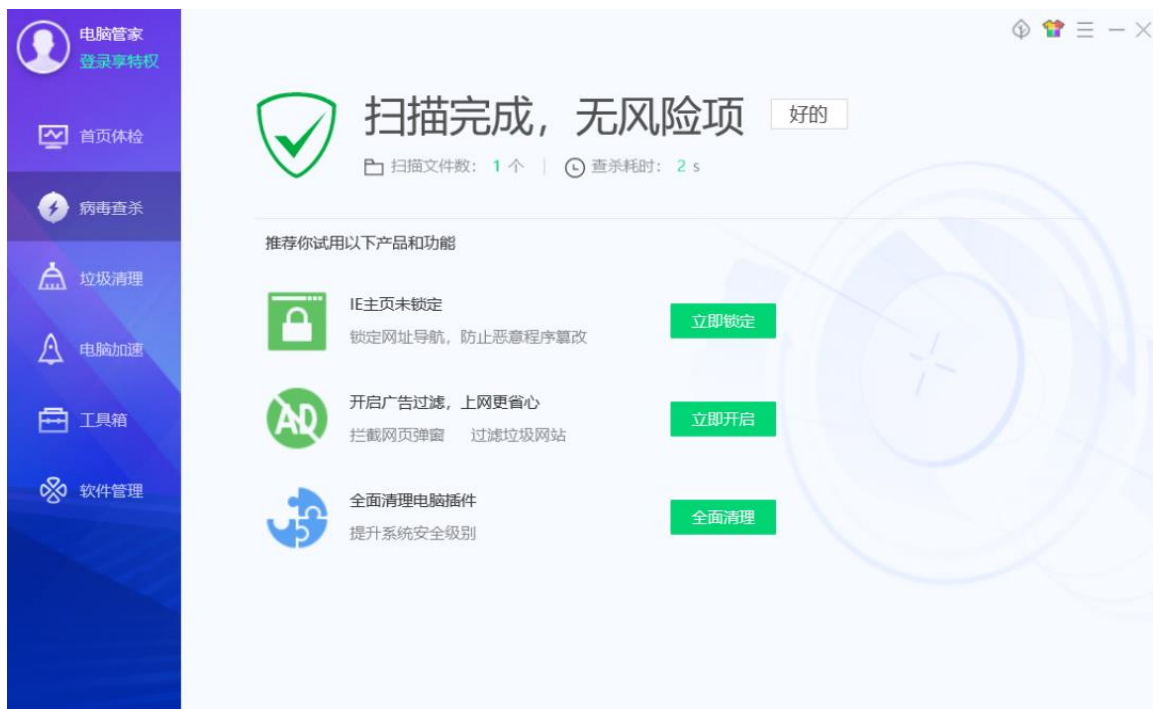 电脑管家
登录享特权
首页体检
病毒查杀
垃圾清理
电脑加速
工具箱
软件管理
扫描完成，无风险项 好的
扫描文件数： 1 个 | 查杀耗时： 2 s
推荐你试用以下产品和功能
IE主页未锁定
锁定网址导航，防止恶意程序篡改
立即锁定
AD
开启广告过滤，上网更省心
拦截网页弹窗 过滤垃圾网站
立即开启
全面清理电脑插件
提升系统安全级别
全面清理